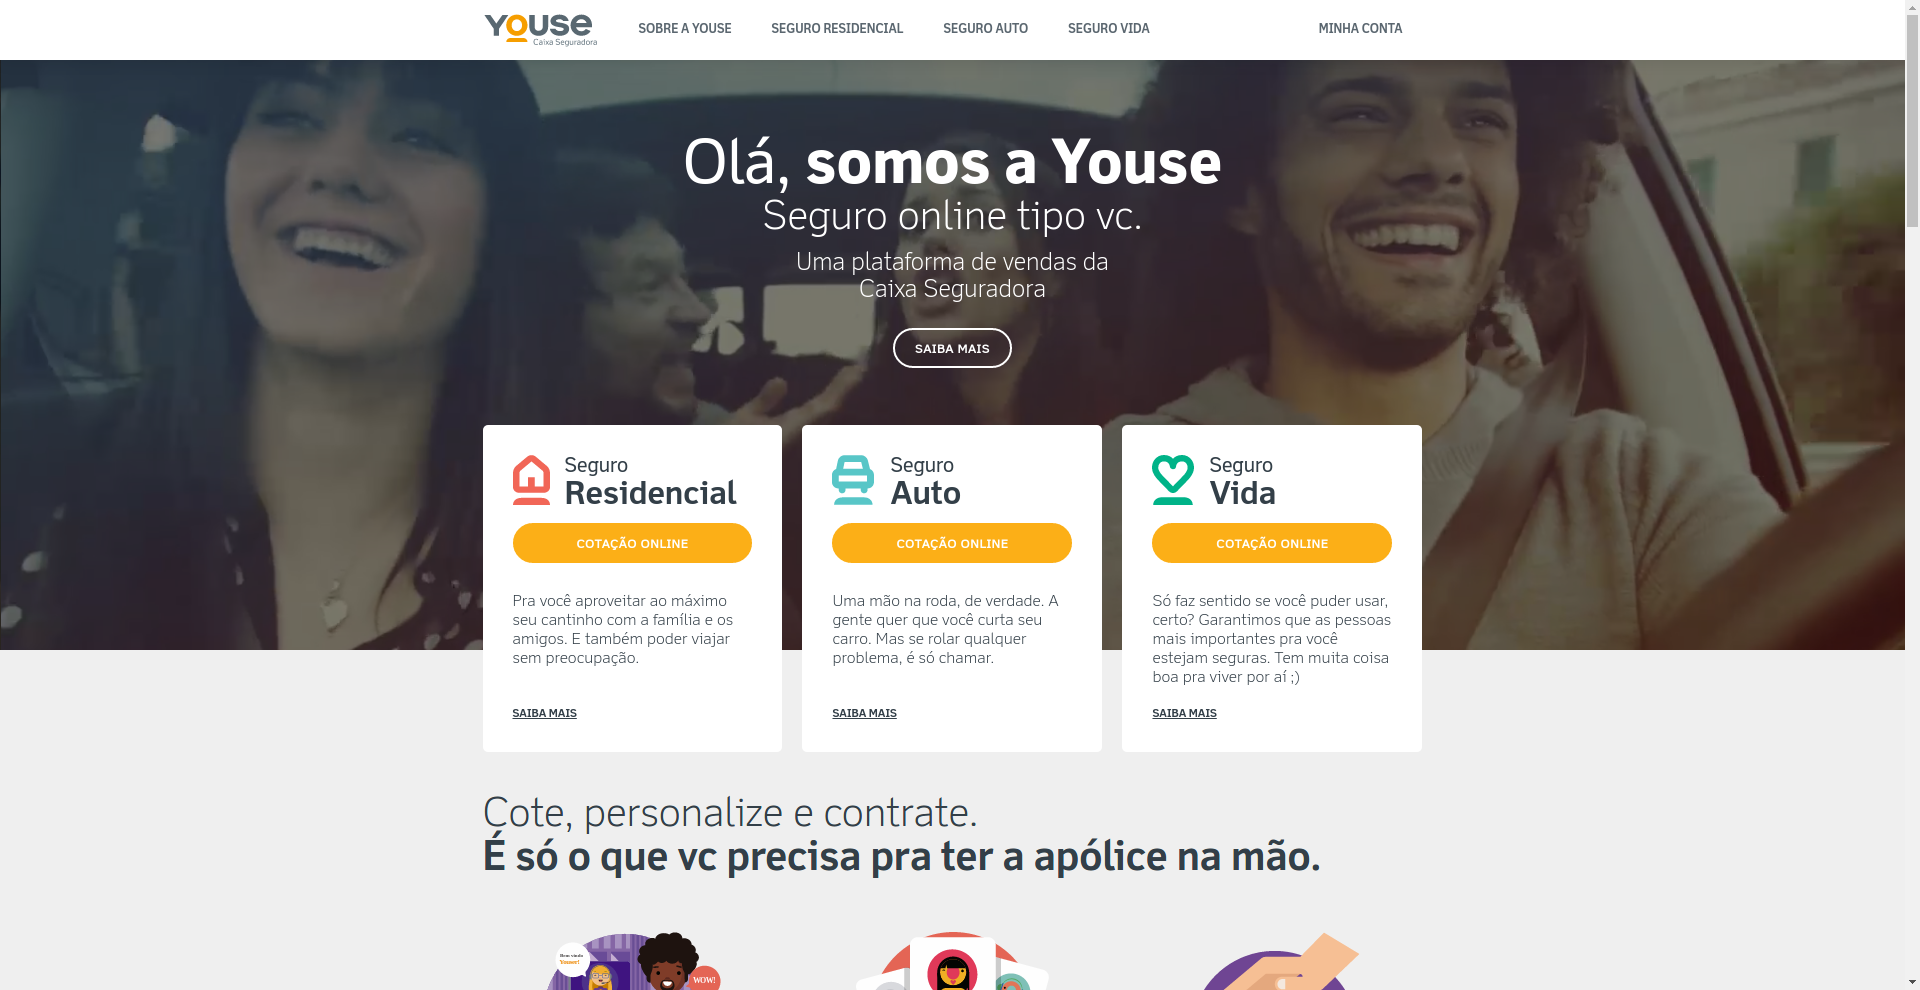 Youse
Caixa Seguradora
SOBRE A YOUSE
SEGURO RESIDENCIAL
SEGURO AUTO
SEGURO VIDA
MINHA CONTA
Olá, somos a Youse
Seguro online tipo vc.
Uma plataforma de vendas da
Caixa Seguradora
SAIBA MAIS
Seguro
Residencial
COTAÇÃO ONLINE
Pra você aproveitar ao máximo
seu cantinho com a família e os
amigos. E também poder viajar
sem preocupação.
SAIBA MAIS
Seguro
Auto
COTAÇÃO ONLINE
Uma mão na roda, de verdade. A
gente quer que você curta seu
carro. Mas se rolar qualquer
problema, é só chamar.
SAIBA MAIS
Seguro
Vida
COTAÇÃO ONLINE
Só faz sentido se você puder usar,
certo? Garantimos que as pessoas
mais importantes pra você
estejam seguras. Tem muita coisa
boa pra viver por aí ;)
SAIBA MAIS
Cote, personalize e contrate.
É só o que vc precisa pra ter a apólice na mão.
Bem vindo
Youser!
WOW!